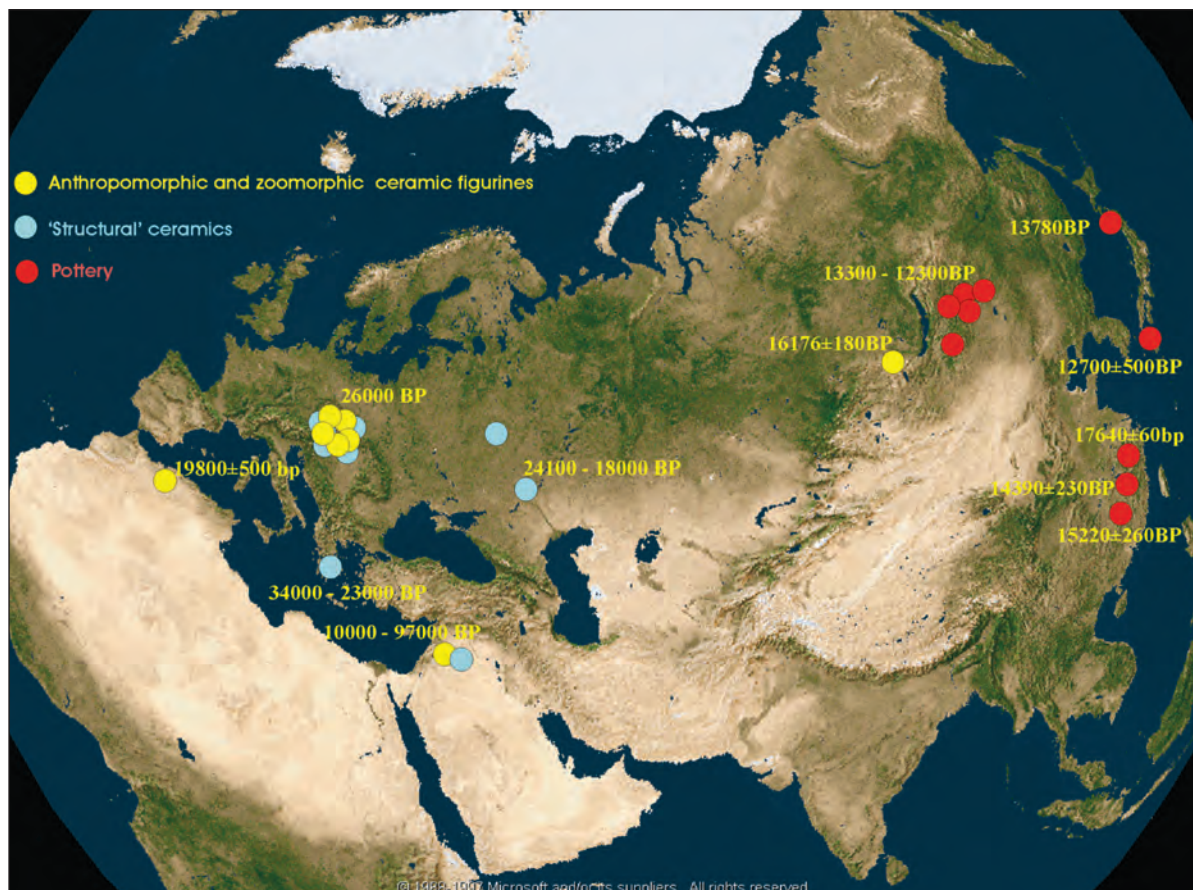 Anthropomorphic and zoomorphic ceramic figurines
'Structural' ceramics
Pottery
13780BP
13300 - 12300BP
16176±180BP
12700±500BP
26000 BP
17640±60bp
19800±500 bp
24100 - 18000 BP
14390±230BP
15220±260BP
34000 - 23000 BP
10000 - 97000 BP
© 1988-1997 Microsoft and/or its suppliers. All rights reserved.